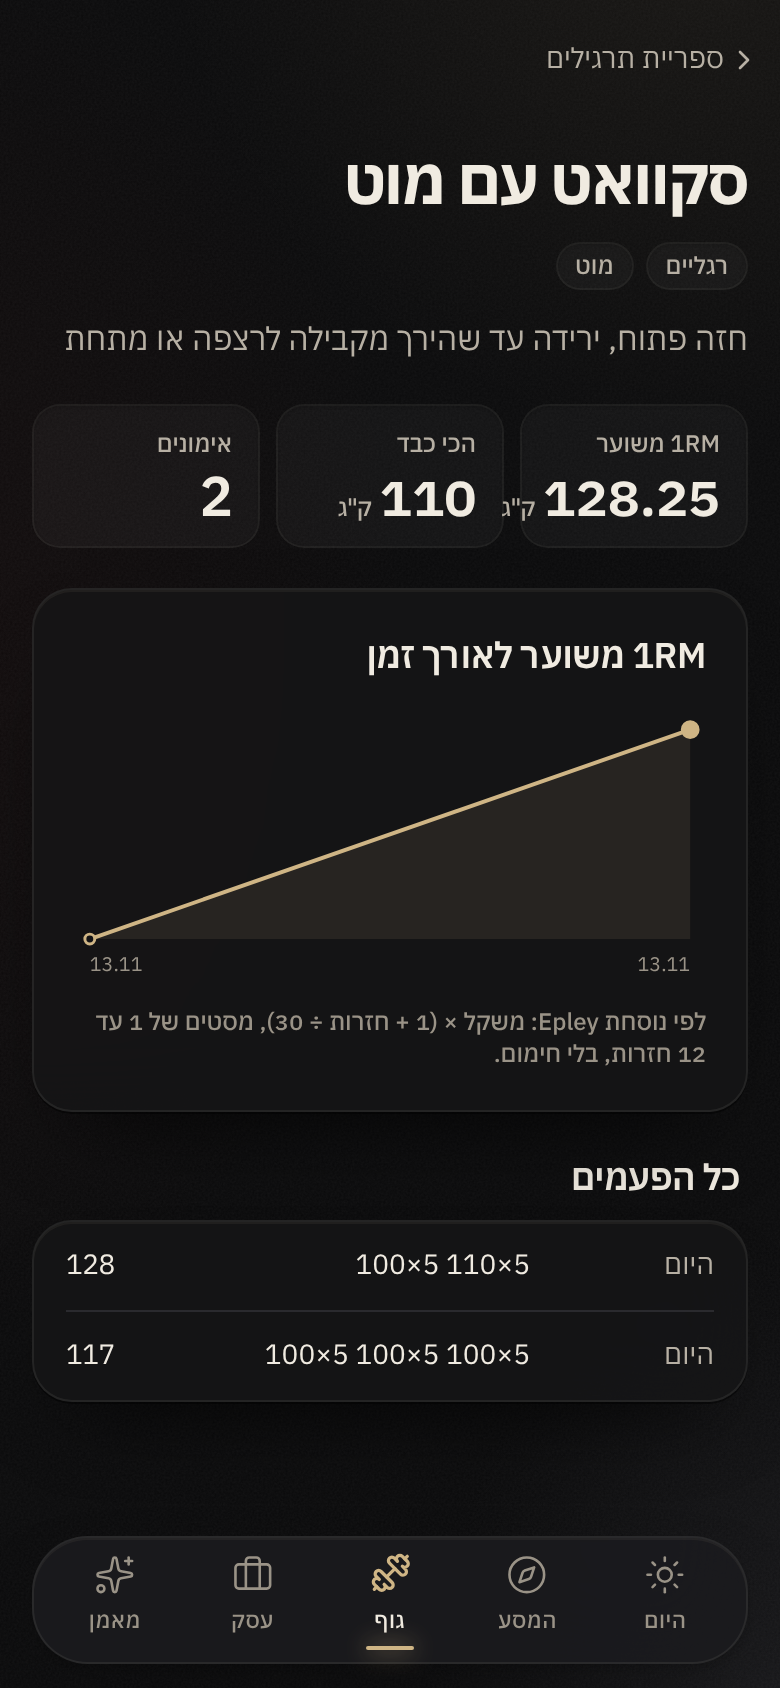 ספריית תרגילים
סקוואט עם מוט
רגליים
מוט
חזה פתוח, ירידה עד שהירך מקבילה לרצפה או מתחת
1RM משוער
128.25 ק"ג
הכי כבד
110 ק"ג
אימונים
2
1RM משוער לאורך זמן
13.11
13.11
לפי נוסחת Epley: משקל × (1 + חזרות ÷ 30), מסטים של 1 עד
12 חזרות, בלי חימום.
כל הפעמים
היום 100×5 110×5 128
היום 100×5 100×5 100×5 117
היום
המסע
גוף
עסק
מאמן